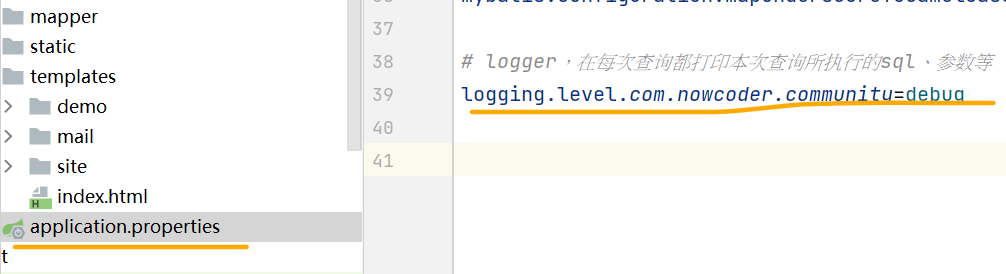 mapper
static
templates
demo
mail
site
index.html
application.properties
t
37
38 # logger，在每次查询都打印本次查询所执行的sql、参数等
39 logging.level.com.nowcoder.community=debug
40
41